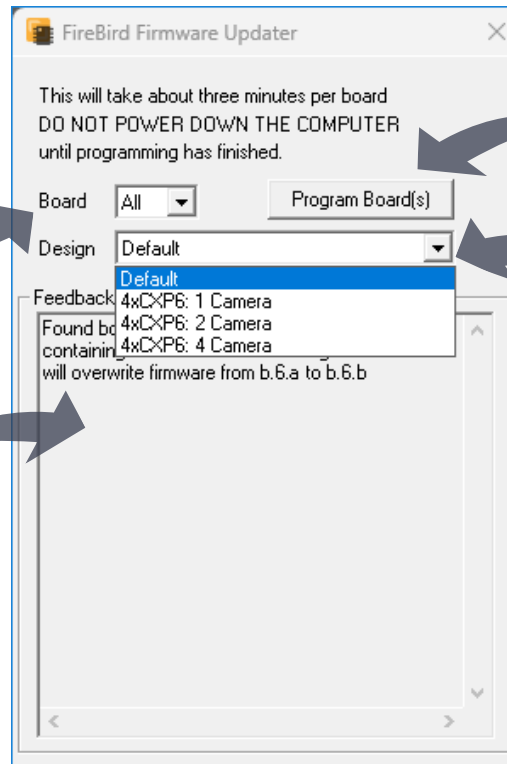 FireBird Firmware Updater
This will take about three minutes per board
DO NOT POWER DOWN THE COMPUTER
until programming has finished.
Board All Program Board(s)
Design Default
Default
4xCXP6: 1 Camera
4xCXP6: 2 Camera
4xCXP6: 4 Camera
Feedback
Found
will overwrite firmware from b.6.a to b.6.b